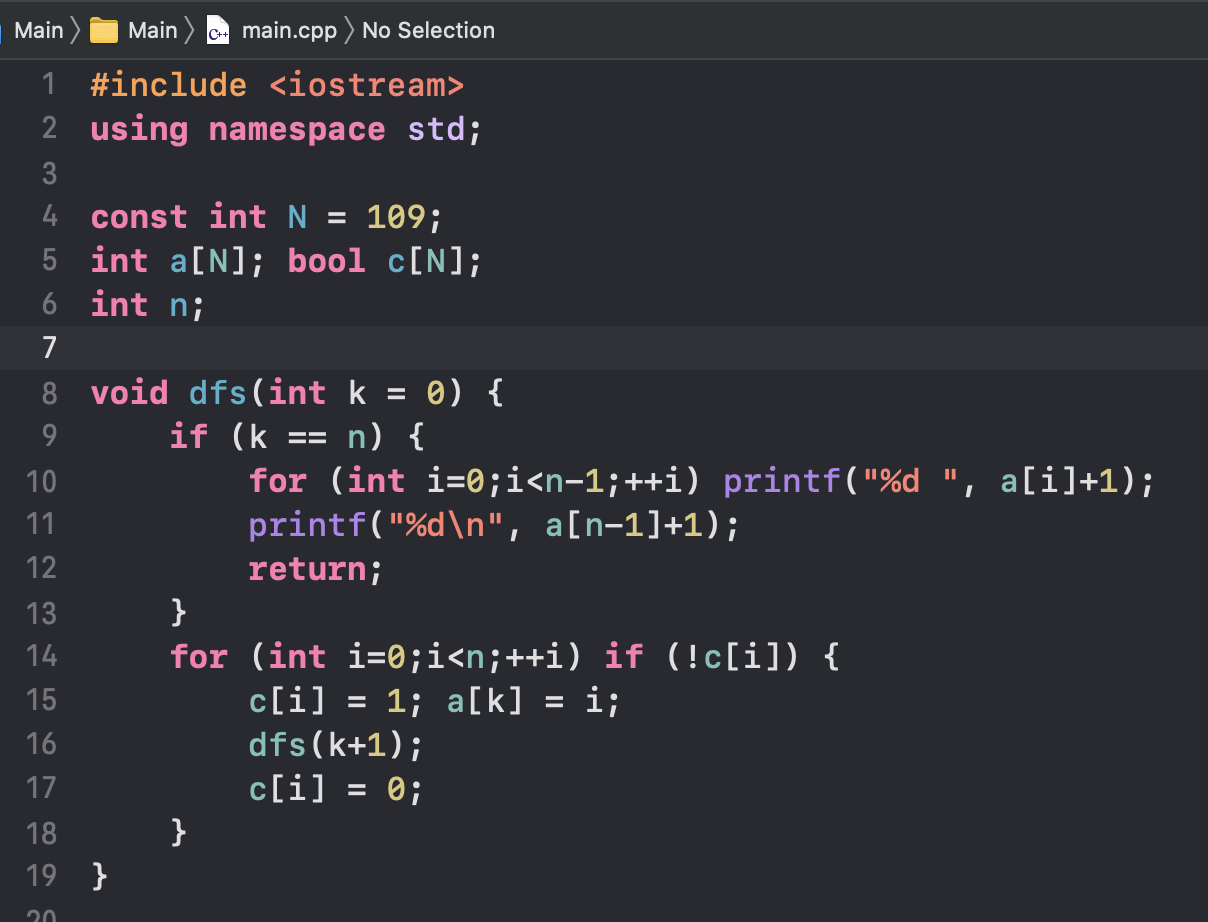 Main 〉 Main 〉 C++ main.cpp 〉 No Selection
1 #include <iostream>
2 using namespace std;
3
4 const int N = 109;
5 int a[N]; bool c[N];
6 int n;
7
8 void dfs(int k = 0) {
9     if (k == n) {
10         for (int i=0;i<n-1;++i) printf("%d ", a[i]+1);
11         printf("%d\n", a[n-1]+1);
12         return;
13     }
14     for (int i=0;i<n;++i) if (!c[i]) {
15         c[i] = 1; a[k] = i;
16         dfs(k+1);
17         c[i] = 0;
18     }
19 }
20